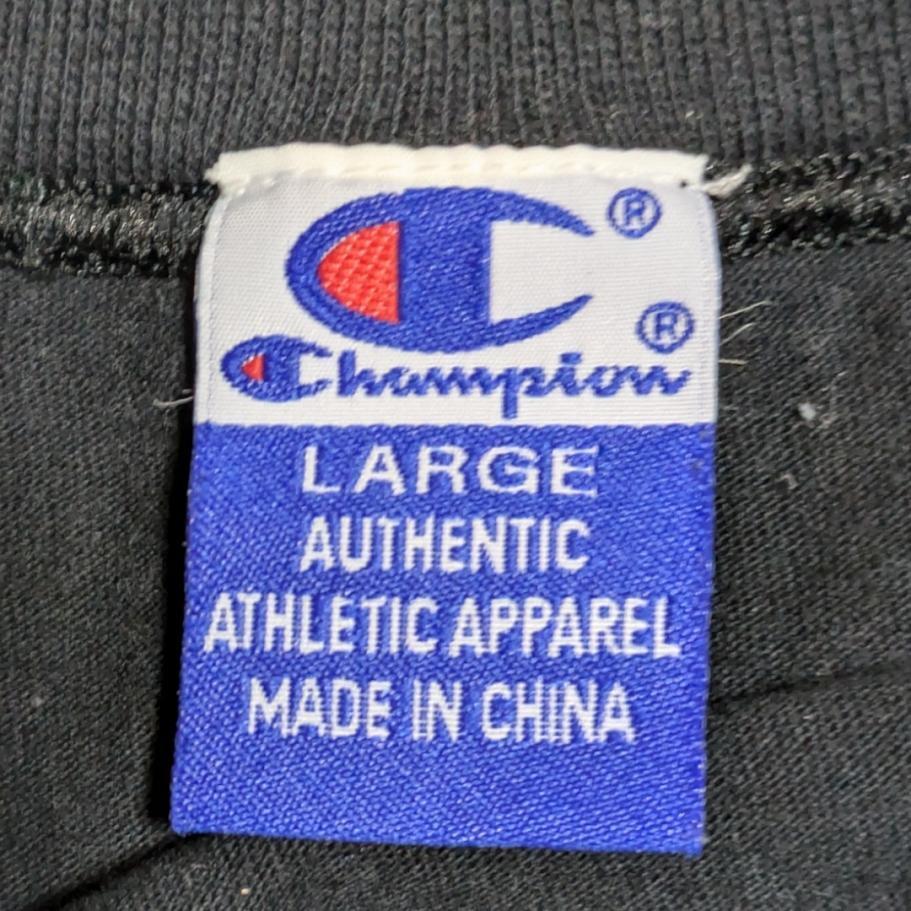 ®
®
Champion
LARGE
AUTHENTIC
ATHLETIC APPAREL
MADE IN CHINA